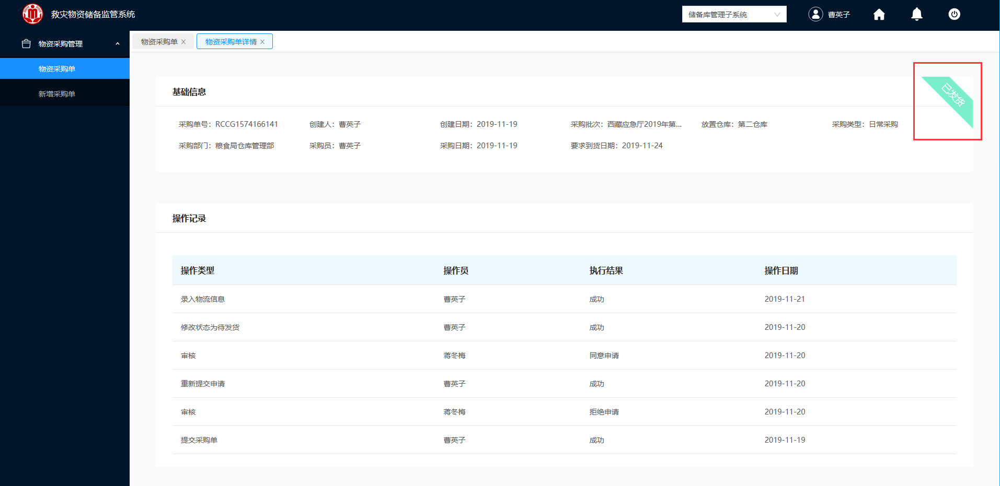 救灾物资储备监管系统
储备库管理子系统
曹英子
物资采购管理
物资采购单
新增采购单
物资采购单
物资采购单详情
已发货
基础信息
采购单号：RCCG1574166141 创建人：曹英子 创建日期：2019-11-19 采购批次：西藏应急厅2019年第... 放置仓库：第二仓库 采购类型：日常采购
采购部门：粮食局仓库管理部 采购员：曹英子 采购日期：2019-11-19 要求到货日期：2019-11-24
操作记录
操作类型 操作员 执行结果 操作日期
录入物流信息 曹英子 成功 2019-11-21
修改状态为待发货 曹英子 成功 2019-11-20
审核 蒋冬梅 同意申请 2019-11-20
重新提交申请 曹英子 成功 2019-11-20
审核 蒋冬梅 拒绝申请 2019-11-20
提交采购单 曹英子 成功 2019-11-19